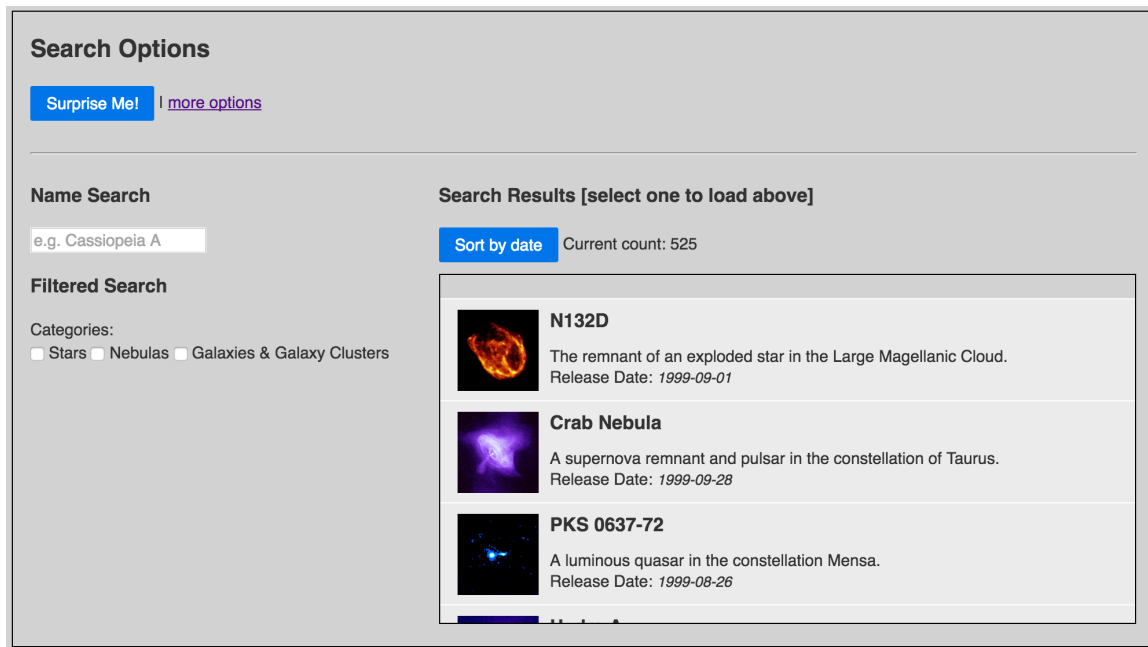 Search Options
Surprise Me! | more options
Name Search
e.g. Cassiopeia A
Filtered Search
Categories:
Stars Nebulas Galaxies & Galaxy Clusters
Search Results [select one to load above]
Sort by date Current count: 525
N132D
The remnant of an exploded star in the Large Magellanic Cloud.
Release Date: 1999-09-01
Crab Nebula
A supernova remnant and pulsar in the constellation of Taurus.
Release Date: 1999-09-28
PKS 0637-72
A luminous quasar in the constellation Mensa.
Release Date: 1999-08-26